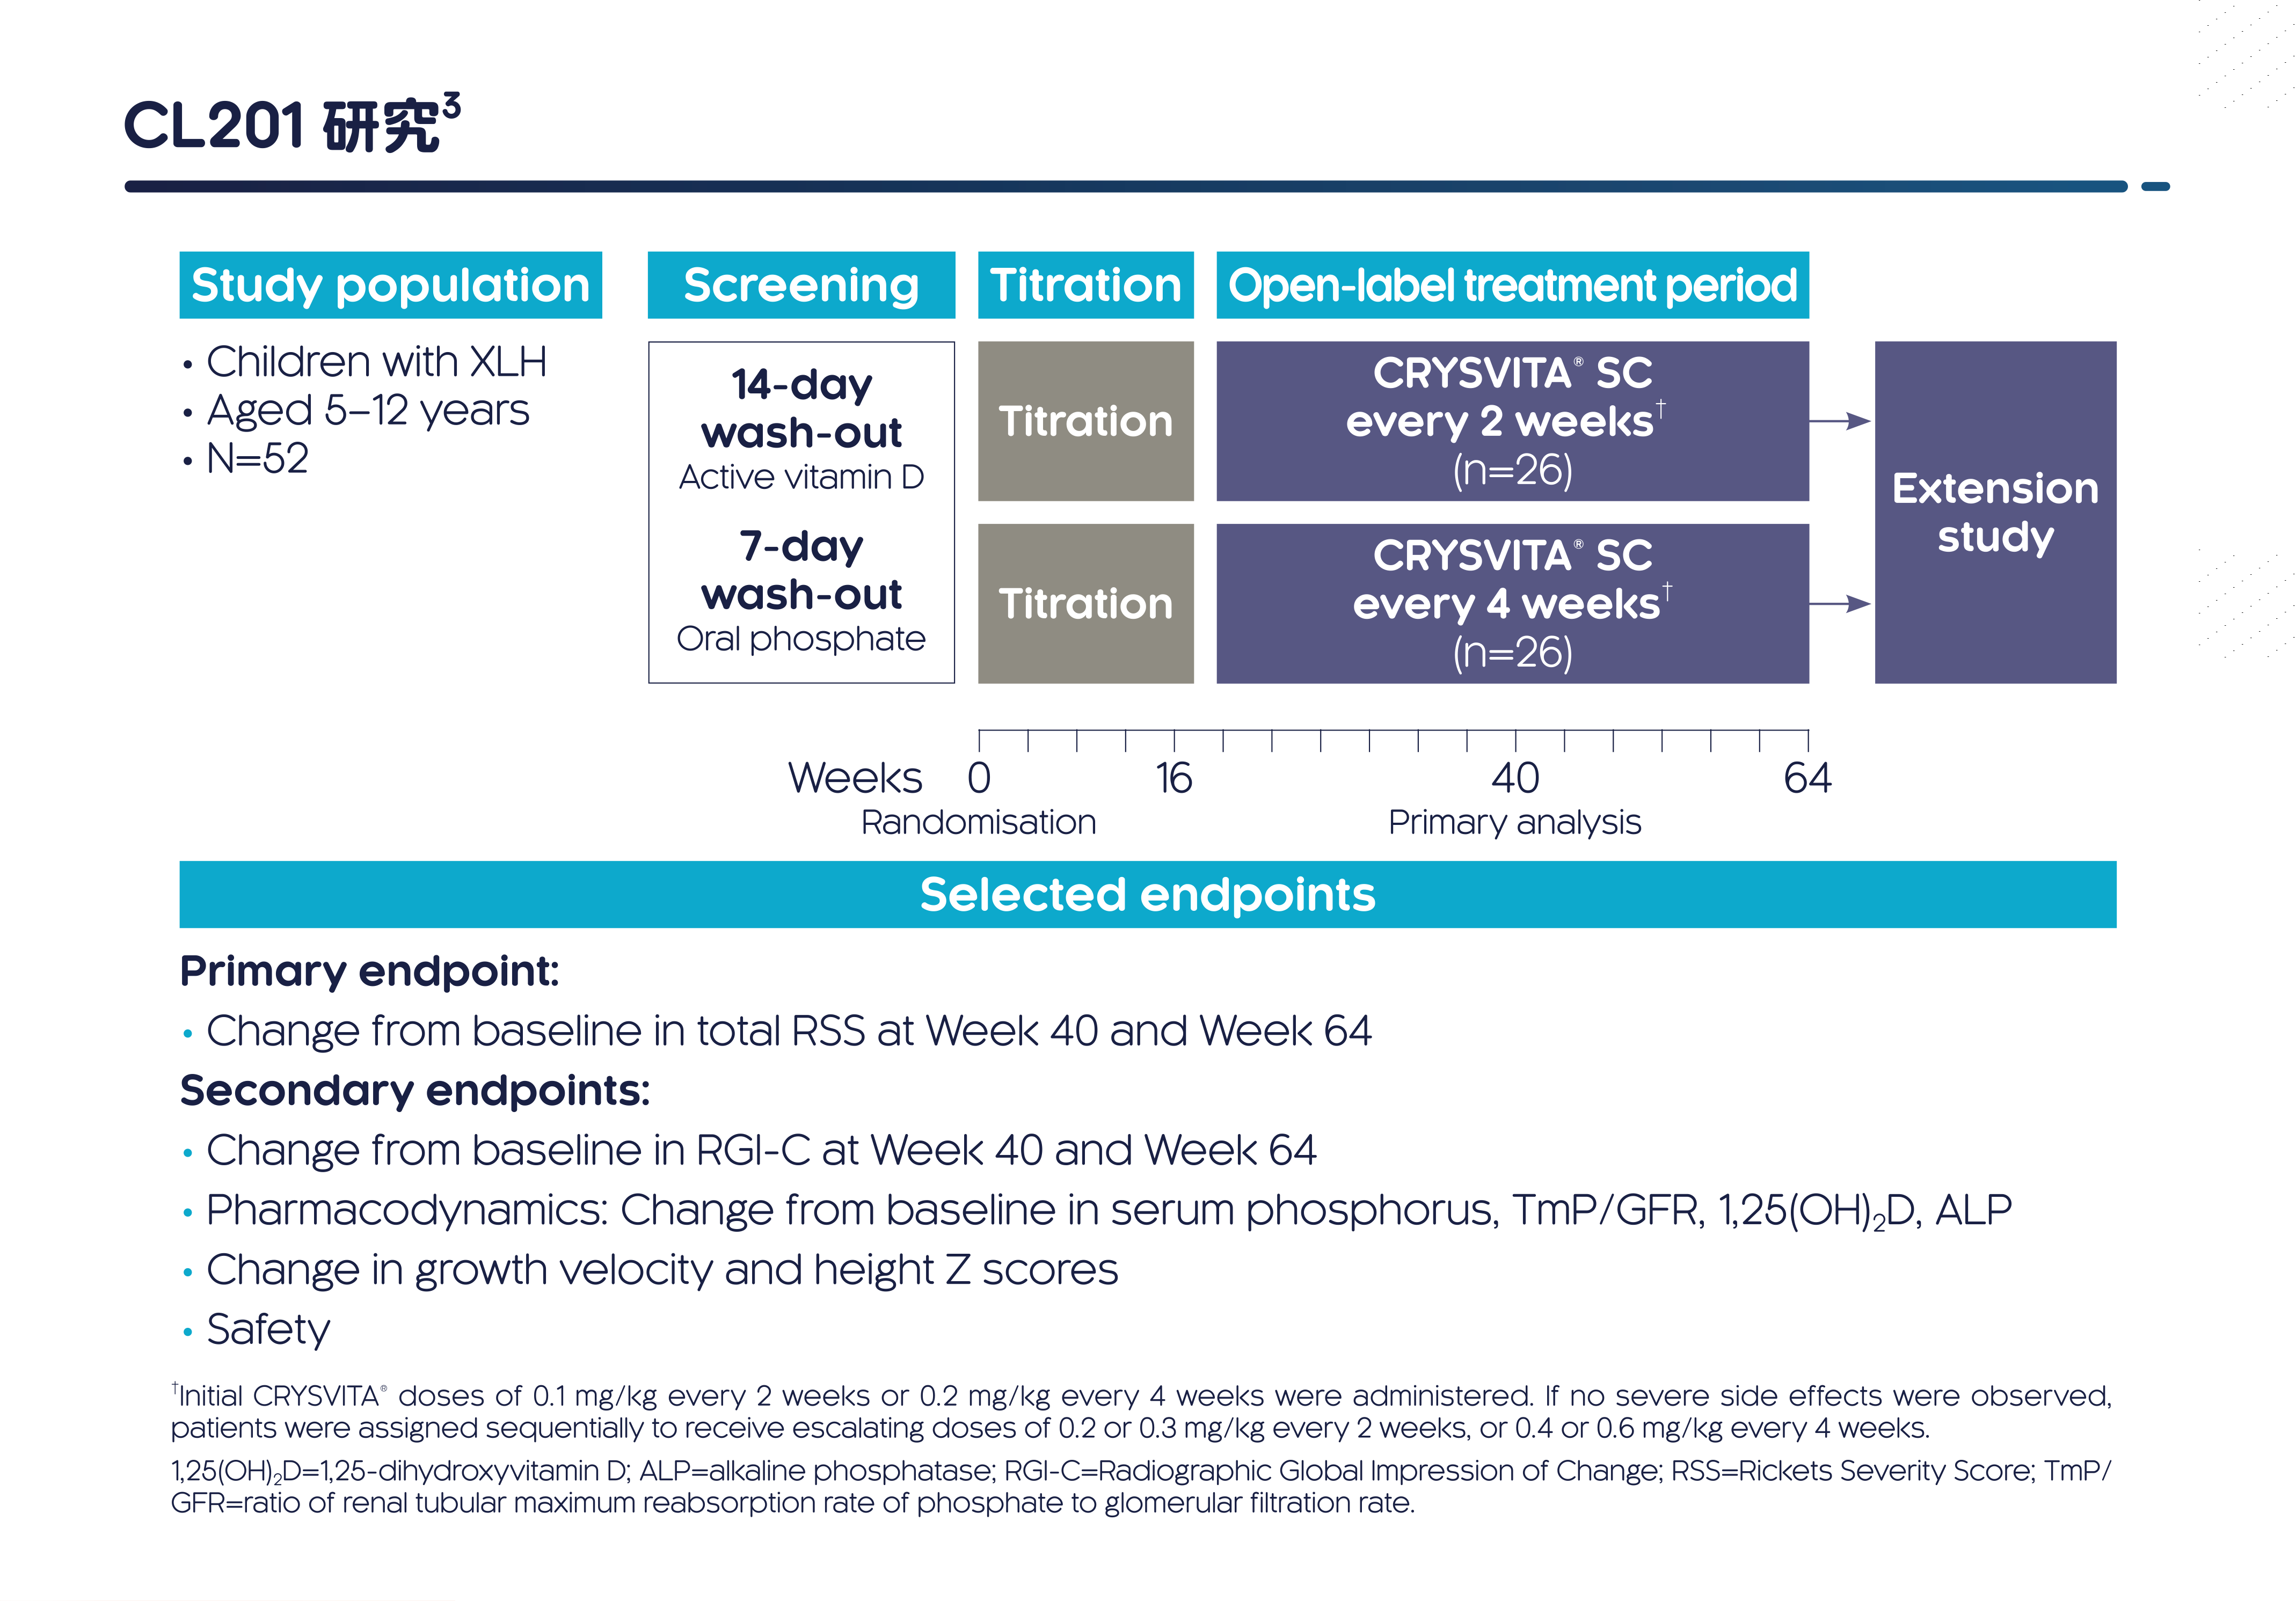 CL201 研究³
Study population
• Children with XLH
• Aged 5–12 years
• N=52
Screening
14-day
wash-out
Active vitamin D
7-day
wash-out
Oral phosphate
Titration
Titration
Titration
Open-label treatment period
CRYSVITA® SC
every 2 weeks†
(n=26)
CRYSVITA® SC
every 4 weeks†
(n=26)
Extension
study
Weeks 0 16 40 64
Randomisation Primary analysis
Selected endpoints
Primary endpoint:
• Change from baseline in total RSS at Week 40 and Week 64
Secondary endpoints:
• Change from baseline in RGI-C at Week 40 and Week 64
• Pharmacodynamics: Change from baseline in serum phosphorus, TmP/GFR, 1,25(OH)₂D, ALP
• Change in growth velocity and height Z scores
• Safety
†Initial CRYSVITA® doses of 0.1 mg/kg every 2 weeks or 0.2 mg/kg every 4 weeks were administered. If no severe side effects were observed,
patients were assigned sequentially to receive escalating doses of 0.2 or 0.3 mg/kg every 2 weeks, or 0.4 or 0.6 mg/kg every 4 weeks.
1,25(OH)₂D=1,25-dihydroxyvitamin D; ALP=alkaline phosphatase; RGI-C=Radiographic Global Impression of Change; RSS=Rickets Severity Score; TmP/
GFR=ratio of renal tubular maximum reabsorption rate of phosphate to glomerular filtration rate.